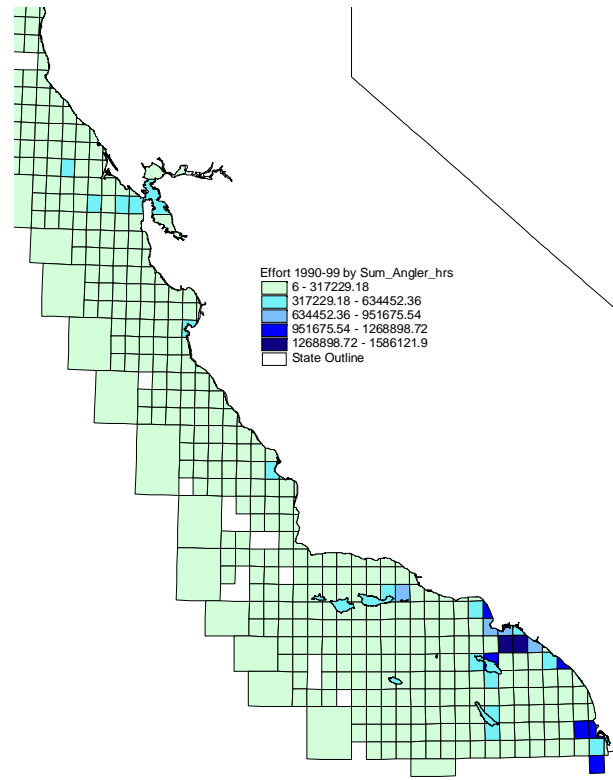 Effort 1990-99 by Sum_Angler_hrs
6 - 317229.18
317229.18 - 634452.36
634452.36 - 951675.54
951675.54 - 1268898.72
1268898.72 - 1586121.9
State Outline